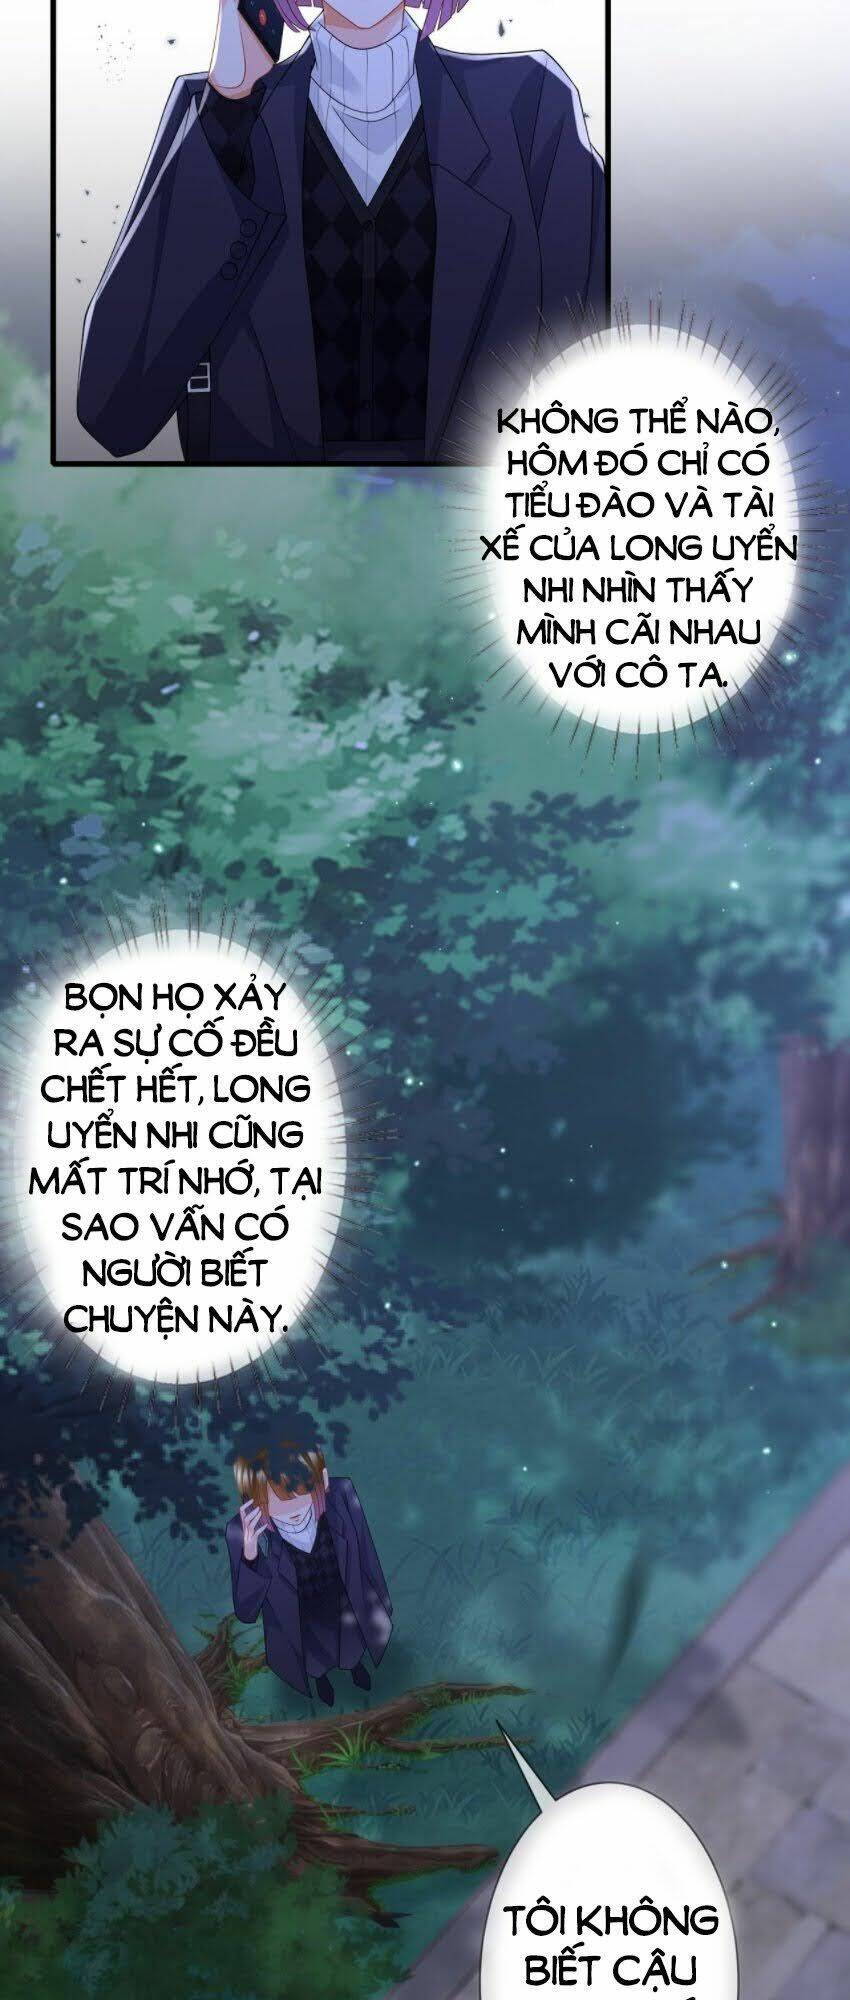 KHÔNG THỂ NÀO,
HÔM ĐÓ CHỈ CÓ
TIỂU ĐÀO VÀ TÀI
XẾ CỦA LONG UYỂN
NHI NHÌN THẤY
MÌNH CÃI NHAU
VỚI CÔ TA.
BỌN HỌ XẢY
RA SỰ CỐ ĐỀU
CHẾT HẾT, LONG
UYỂN NHI CŨNG
MẤT TRÍ NHỚ, TẠI
SAO VẪN CÓ
NGƯỜI BIẾT
CHUYỆN NÀY.
TÔI KHÔNG
BIẾT CẬU